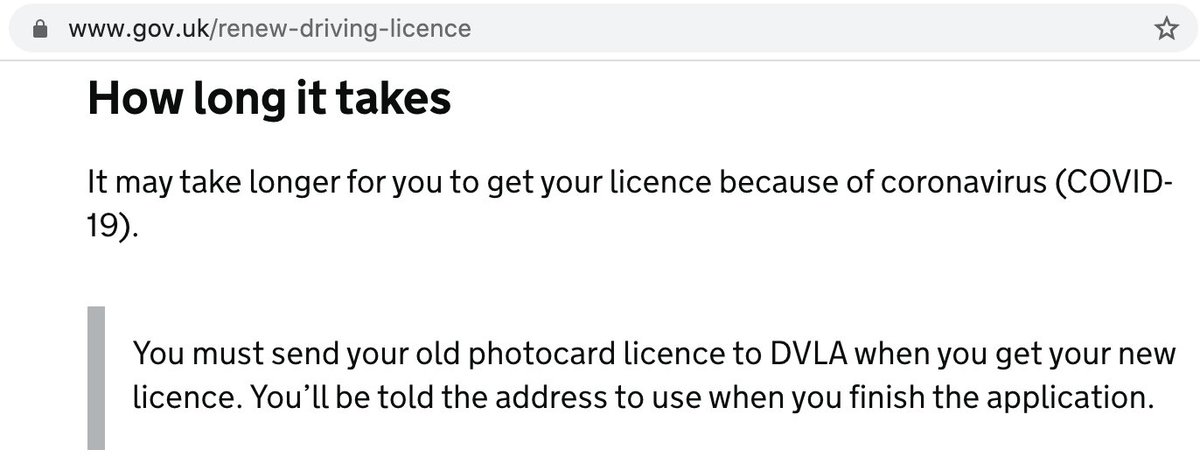 www.gov.uk/renew-driving-licence
How long it takes
It may take longer for you to get your licence because of coronavirus (COVID-
19).
You must send your old photocard licence to DVLA when you get your new
licence. You’ll be told the address to use when you finish the application.